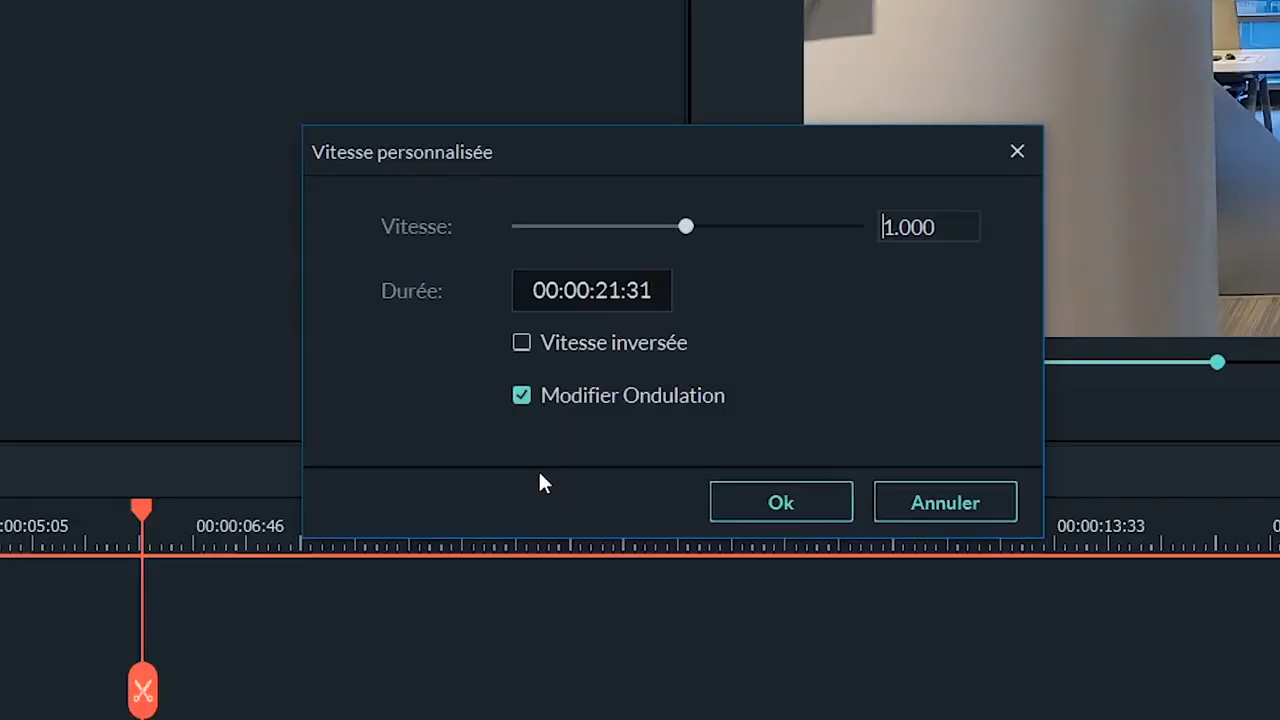 Vitesse personnalisée
Vitesse: 1.000
Durée: 00:00:21:31
Vitesse inversée
Modifier Ondulation
Ok Annuler
:00:05:05 00:00:06:46 00:00:13:33 0